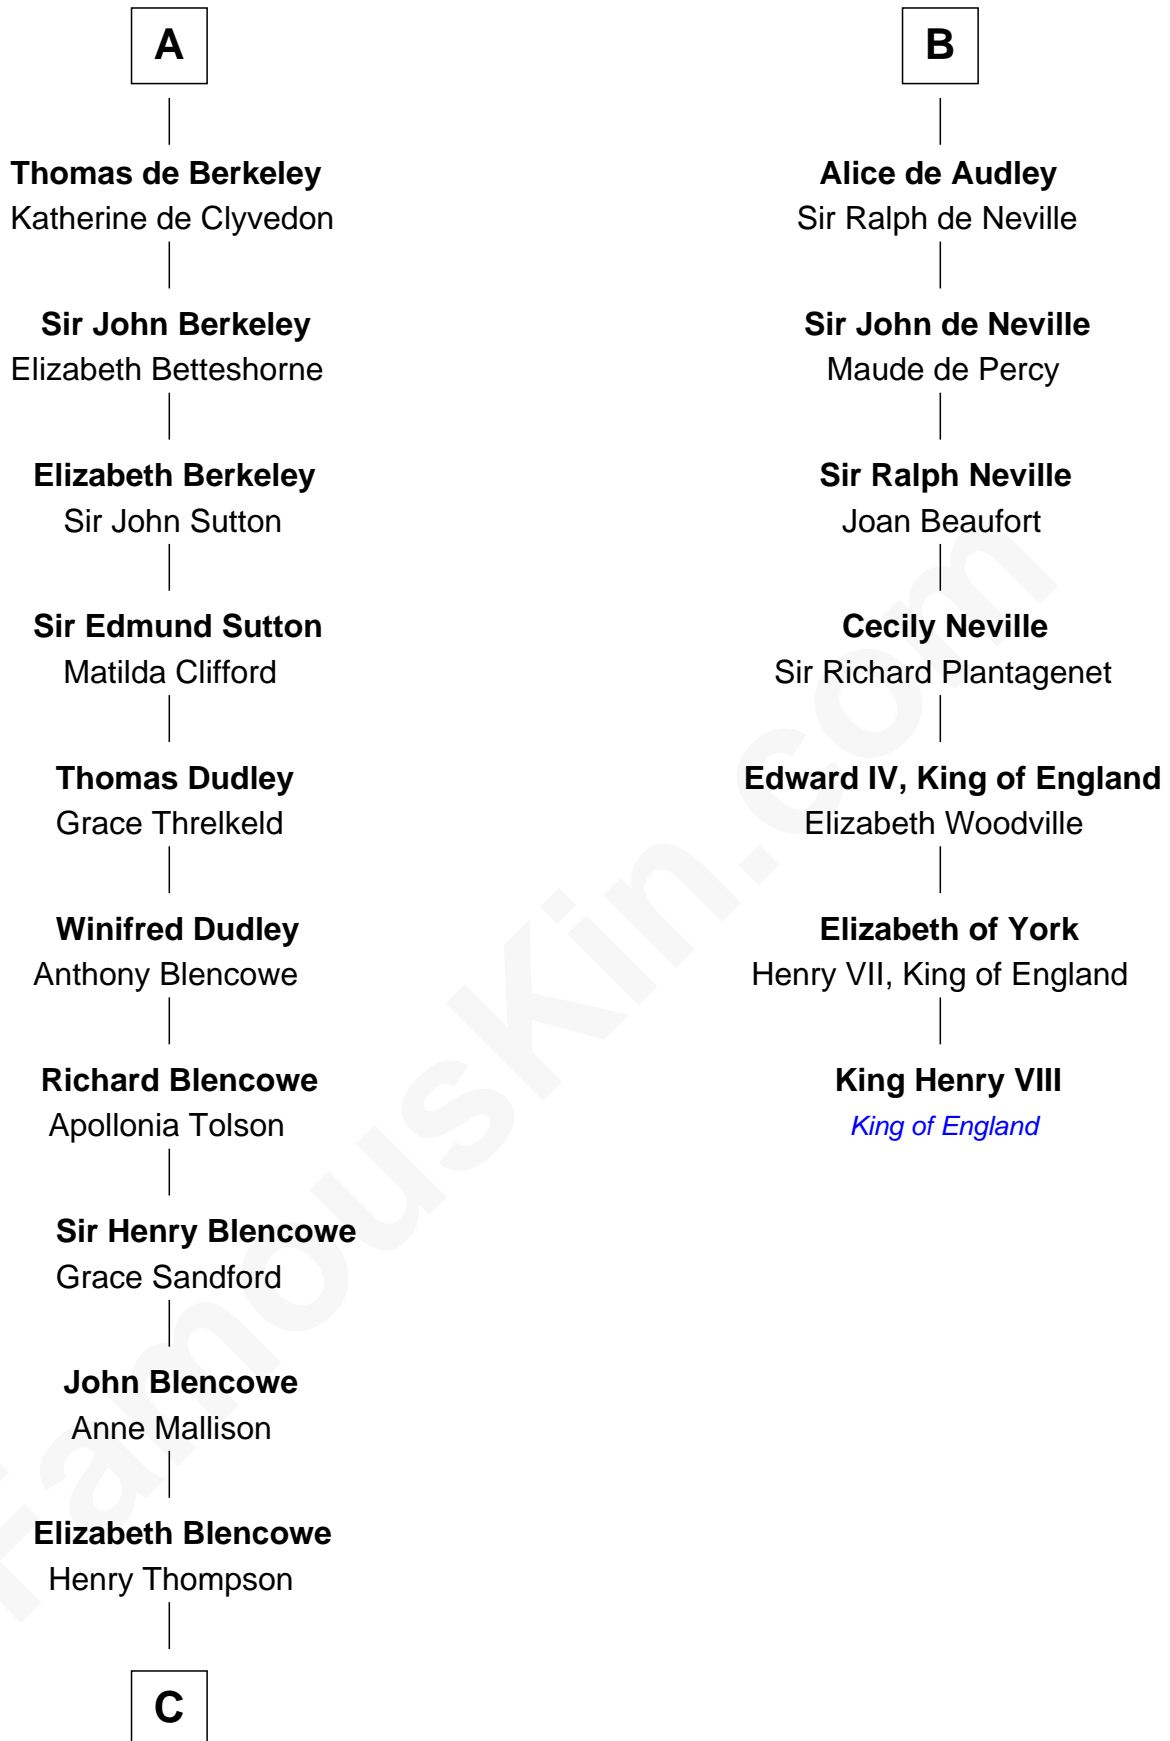 A
Thomas de Berkeley
Katherine de Clyvedon
Sir John Berkeley
Elizabeth Betteshorne
Elizabeth Berkeley
Sir John Sutton
Sir Edmund Sutton
Matilda Clifford
Thomas Dudley
Grace Threlkeld
Winifred Dudley
Anthony Blencowe
Richard Blencowe
Apollonia Tolson
Sir Henry Blencowe
Grace Sandford
John Blencowe
Anne Mallison
Elizabeth Blencowe
Henry Thompson
C
B
Alice de Audley
Sir Ralph de Neville
Sir John de Neville
Maude de Percy
Sir Ralph Neville
Joan Beaufort
Cecily Neville
Sir Richard Plantagenet
Edward IV, King of England
Elizabeth Woodville
Elizabeth of York
Henry VII, King of England
King Henry VIII
King of England
FamousKin.com